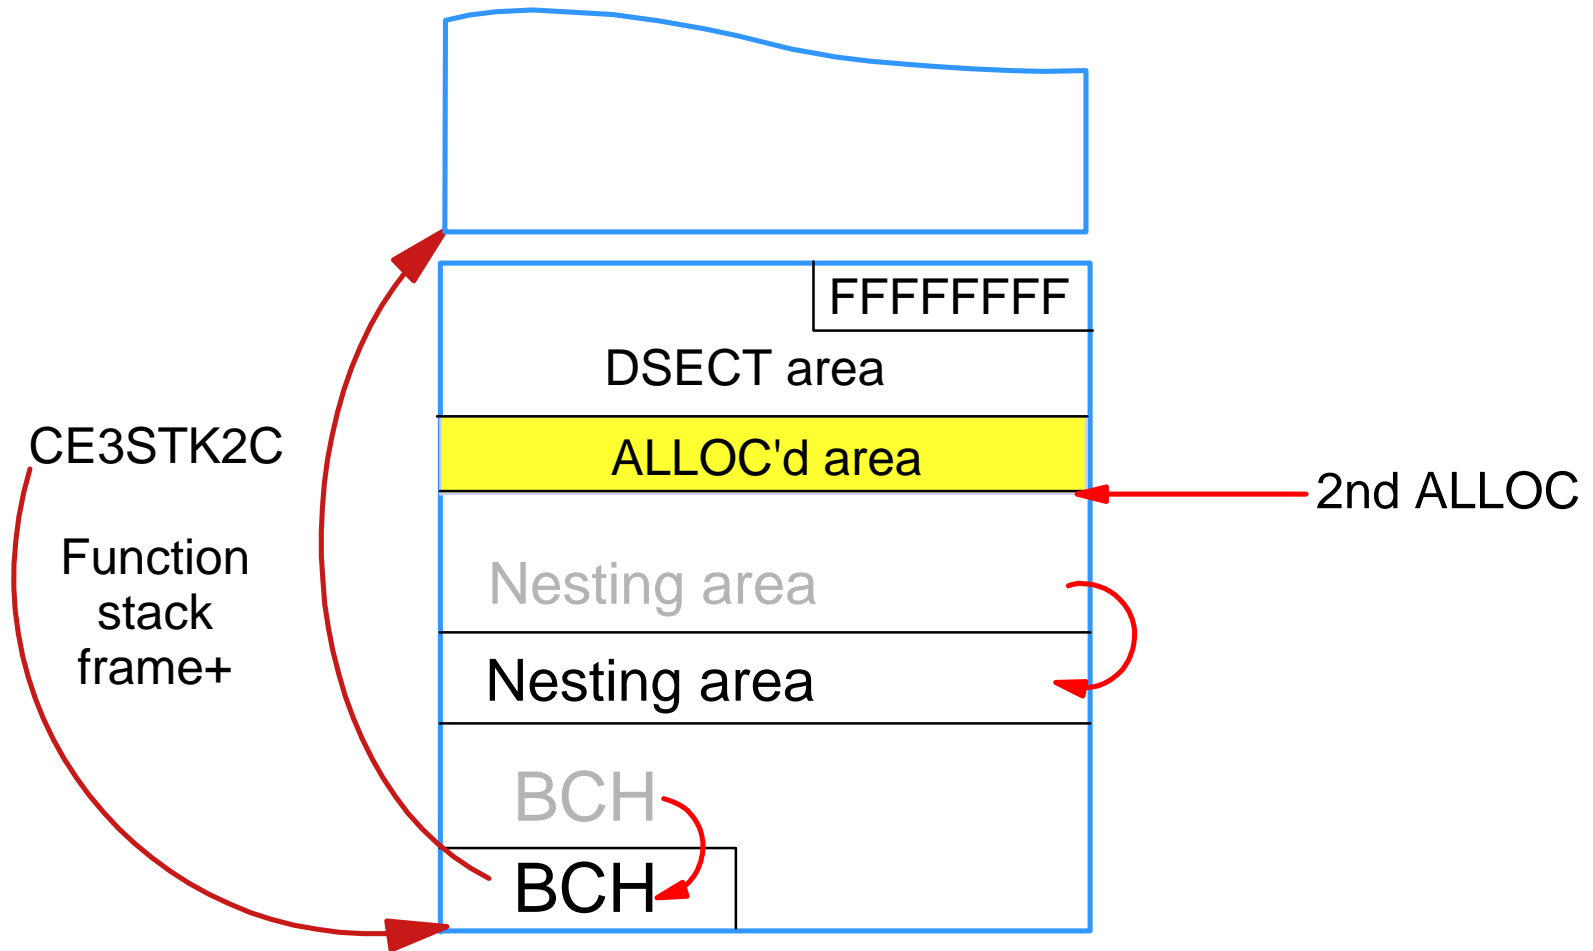 FFFFFFFF
DSECT area
CE3STK2C
ALLOC'd area
2nd ALLOC
Function
stack
frame+
Nesting area
Nesting area
BCH
BCH